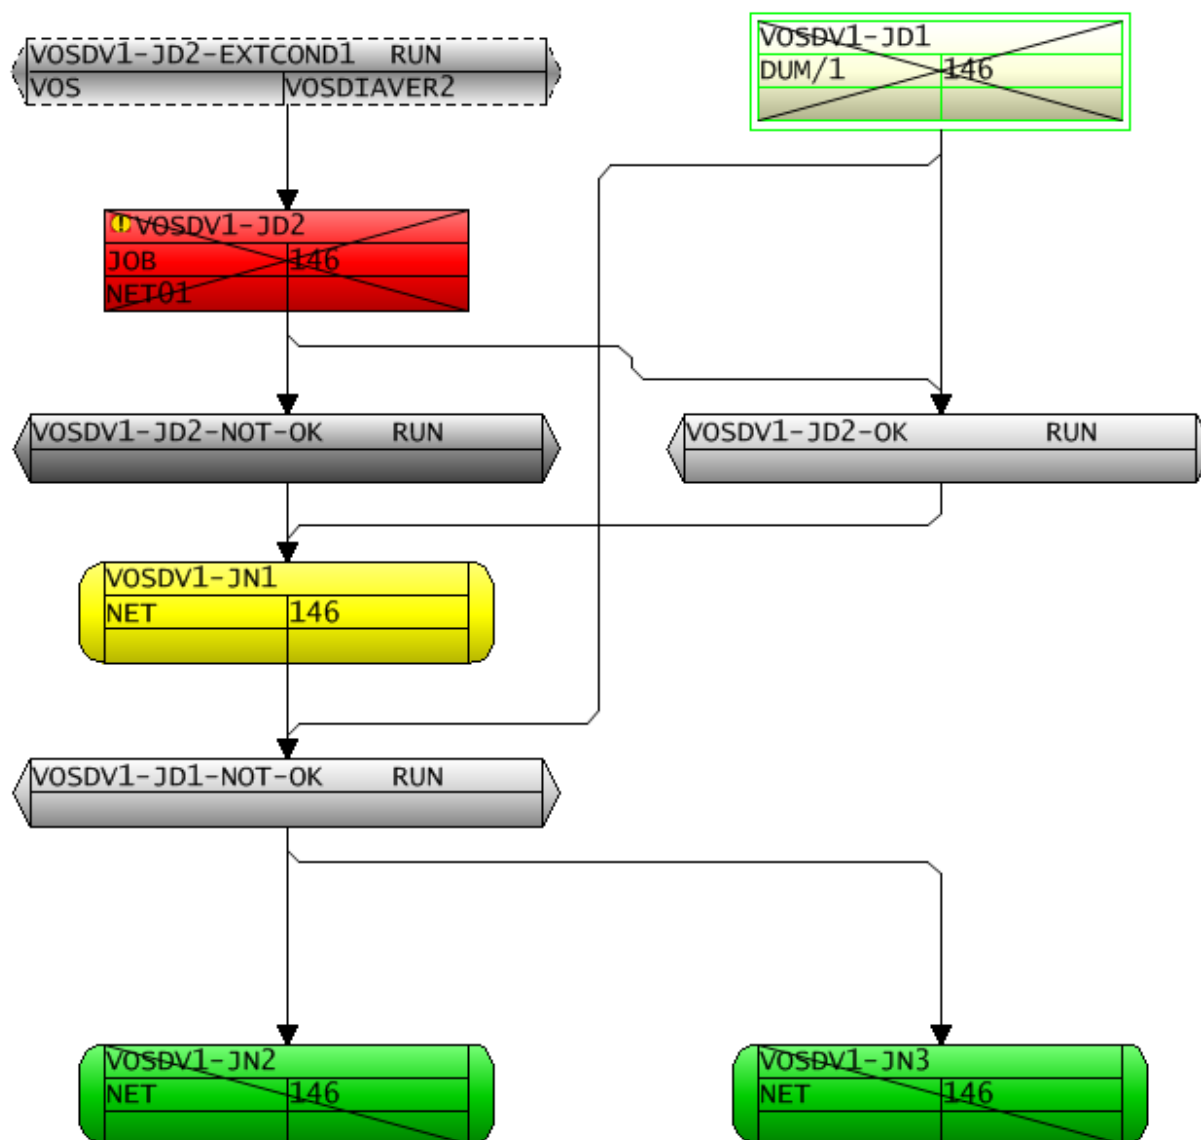 VOSDV1-JD2-EXTCOND1 RUN
VOS VOSDIAVER2
VOSDV1-JD1
DUM/1 146
! VOSDV1-JD2
JOB 146
NET01
VOSDV1-JD2-NOT-OK RUN
VOSDV1-JD2-OK RUN
VOSDV1-JN1
NET 146
VOSDV1-JD1-NOT-OK RUN
VOSDV1-JN2
NET 146
VOSDV1-JN3
NET 146